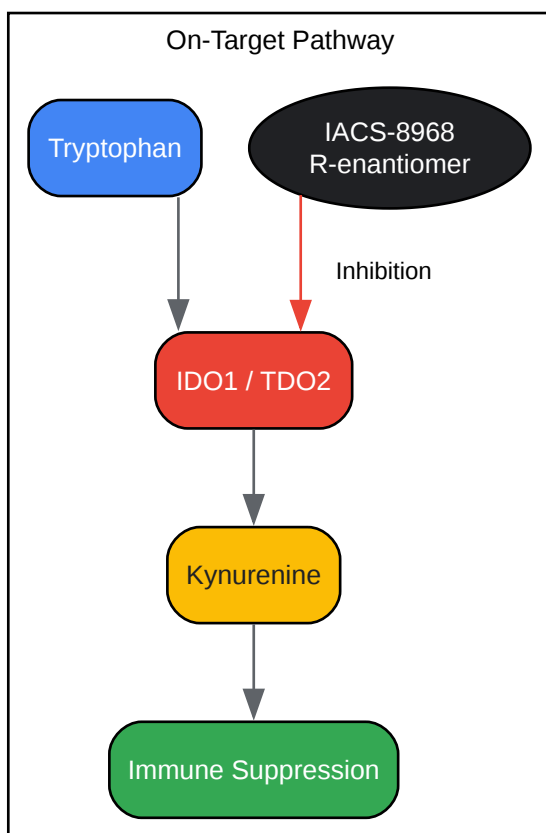 On-Target Pathway
Tryptophan
IACS-8968
R-enantiomer
Inhibition
IDO1 / TDO2
Kynurenine
Immune Suppression